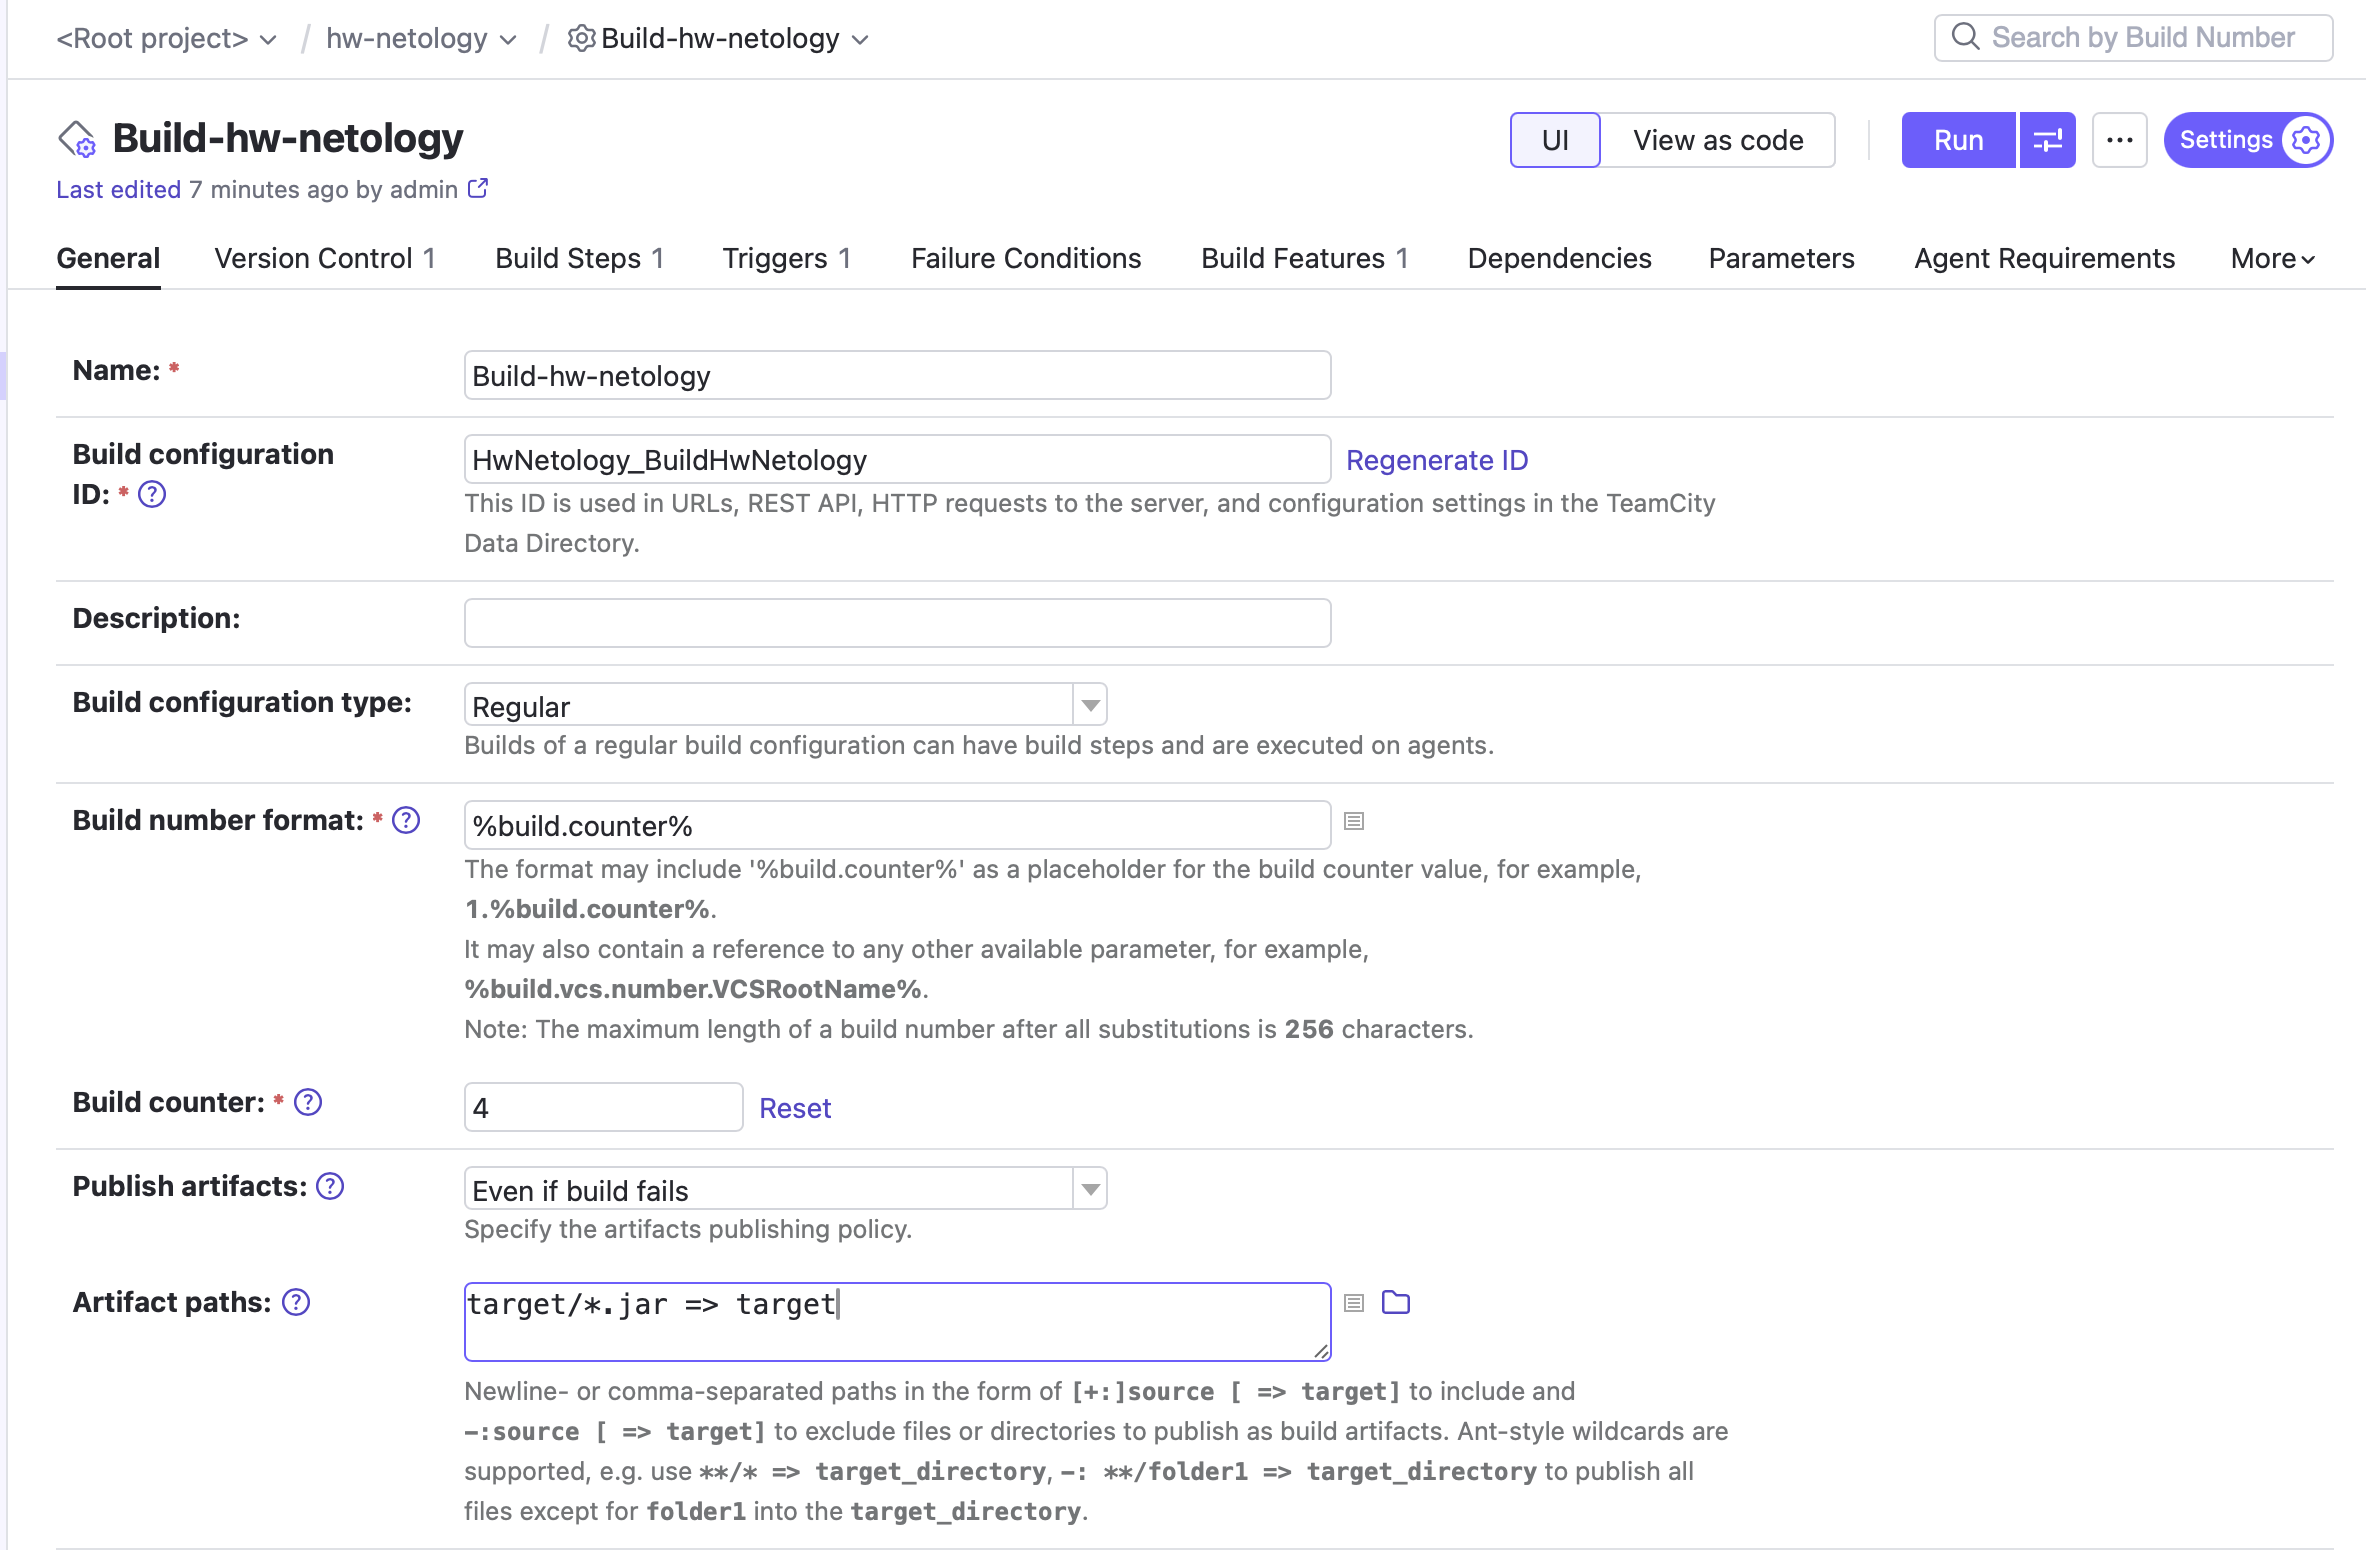 <Root project> / hw-netology / Build-hw-netology
Search by Build Number
Build-hw-netology
UI View as code Run Settings
Last edited 7 minutes ago by admin
General Version Control 1 Build Steps 1 Triggers 1 Failure Conditions Build Features 1 Dependencies Parameters Agent Requirements More
Name: *
Build-hw-netology
Build configuration
ID: * ?
HwNetology_BuildHwNetology Regenerate ID
This ID is used in URLs, REST API, HTTP requests to the server, and configuration settings in the TeamCity
Data Directory.
Description:
Build configuration type:
Regular
Builds of a regular build configuration can have build steps and are executed on agents.
Build number format: * ?
%build.counter%
The format may include '%build.counter%' as a placeholder for the build counter value, for example,
1.%build.counter%.
It may also contain a reference to any other available parameter, for example,
%build.vcs.number.VCSRootName%.
Note: The maximum length of a build number after all substitutions is 256 characters.
Build counter: * ?
4 Reset
Publish artifacts: ?
Even if build fails
Specify the artifacts publishing policy.
Artifact paths: ?
target/*.jar => target
Newline- or comma-separated paths in the form of [+:]source [ => target] to include and
-:source [ => target] to exclude files or directories to publish as build artifacts. Ant-style wildcards are
supported, e.g. use **/* => target_directory, -: **/folder1 => target_directory to publish all
files except for folder1 into the target_directory.